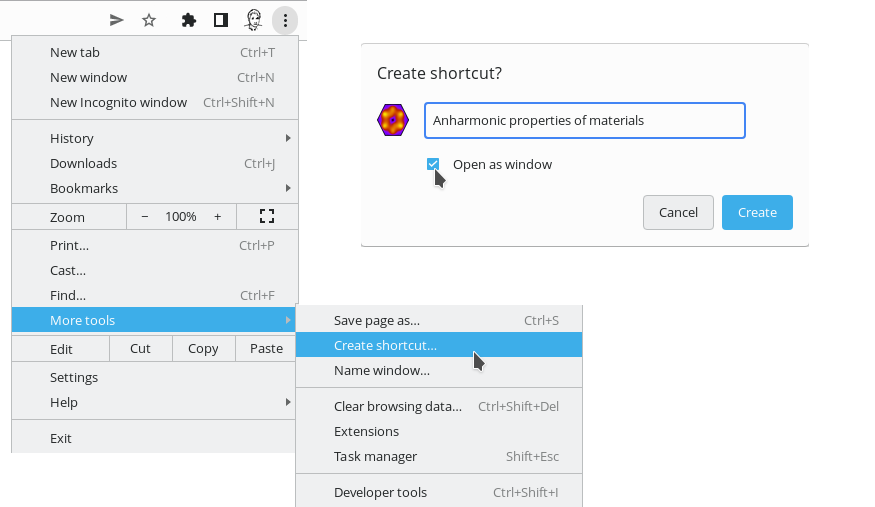 New tab Ctrl+T
New window Ctrl+N
New Incognito window Ctrl+Shift+N
History
Downloads Ctrl+J
Bookmarks
Zoom − 100% +
Print... Ctrl+P
Cast...
Find... Ctrl+F
More tools
Edit Cut Copy Paste
Settings
Help
Exit
Save page as... Ctrl+S
Create shortcut...
Name window...
Clear browsing data... Ctrl+Shift+Del
Extensions
Task manager Shift+Esc
Developer tools Ctrl+Shift+I
Create shortcut?
Anharmonic properties of materials
Open as window
Cancel Create